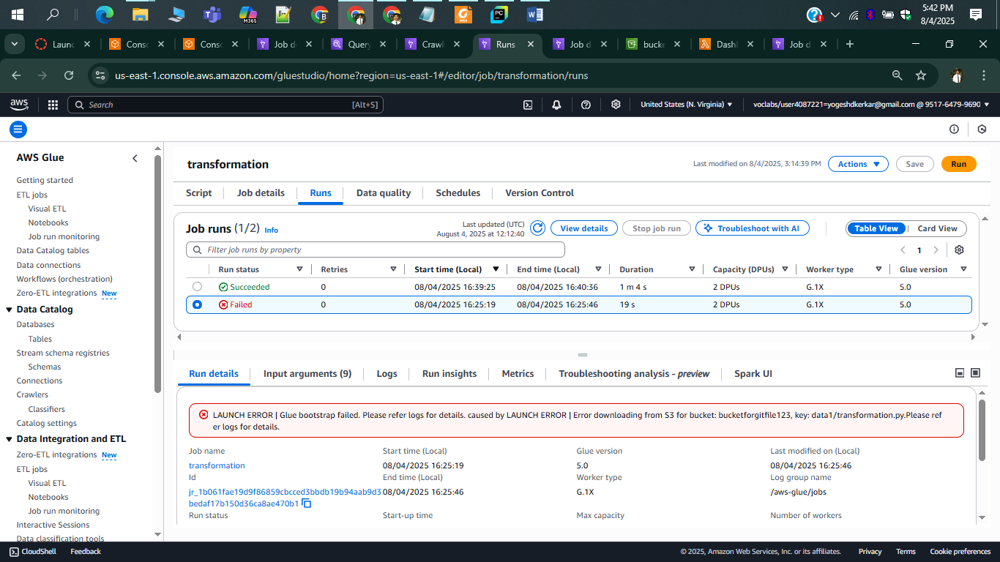 5:42 PM
8/4/2025
Launc
Consc
Consc
Job d
Query
Crawl
Runs
Job d
bucke
Dashl
Job d
us-east-1.console.aws.amazon.com/gluestudio/home?region=us-east-1#/editor/job/transformation/runs
aws
Search
[Alt+S]
United States (N. Virginia)
voclabs/user4087221=yogeshdkerkar@gmail.com @ 9517-6479-9690
AWS Glue
Getting started
ETL jobs
Visual ETL
Notebooks
Job run monitoring
Data Catalog tables
Data connections
Workflows (orchestration)
Zero-ETL integrations New
Data Catalog
Databases
Tables
Stream schema registries
Schemas
Connections
Crawlers
Classifiers
Catalog settings
Data Integration and ETL
Zero-ETL integrations New
ETL jobs
Visual ETL
Notebooks
Job run monitoring
Interactive Sessions
Data classification tools
transformation
Last modified on 8/4/2025, 3:14:39 PM
Actions
Save
Run
Script
Job details
Runs
Data quality
Schedules
Version Control
Job runs (1/2) Info
Last updated (UTC)
August 4, 2025 at 12:12:40
View details
Stop job run
Troubleshoot with AI
Table View
Card View
Filter job runs by property
1
Run status Retries Start time (Local) End time (Local) Duration Capacity (DPUs) Worker type Glue version
Succeeded 0 08/04/2025 16:39:25 08/04/2025 16:40:36 1 m 4 s 2 DPUs G.1X 5.0
Failed 0 08/04/2025 16:25:19 08/04/2025 16:25:46 19 s 2 DPUs G.1X 5.0
Run details
Input arguments (9)
Logs
Run insights
Metrics
Troubleshooting analysis - preview
Spark UI
LAUNCH ERROR | Glue bootstrap failed. Please refer logs for details. caused by LAUNCH ERROR | Error downloading from S3 for bucket: bucketforgitfile123, key: data1/transformation.py.Please ref
er logs for details.
Job name Start time (Local) Glue version Last modified on (Local)
transformation 08/04/2025 16:25:19 5.0 08/04/2025 16:25:46
Id End time (Local) Worker type Log group name
jr_1b061fae19d9f86859cbcced3bbdb19b94aab9d3 08/04/2025 16:25:46 G.1X /aws-glue/jobs
bedaf17b150d36ca8ae470b1
Run status Start-up time Max capacity Number of workers
CloudShell
Feedback
© 2025, Amazon Web Services, Inc. or its affiliates.
Privacy
Terms
Cookie preferences